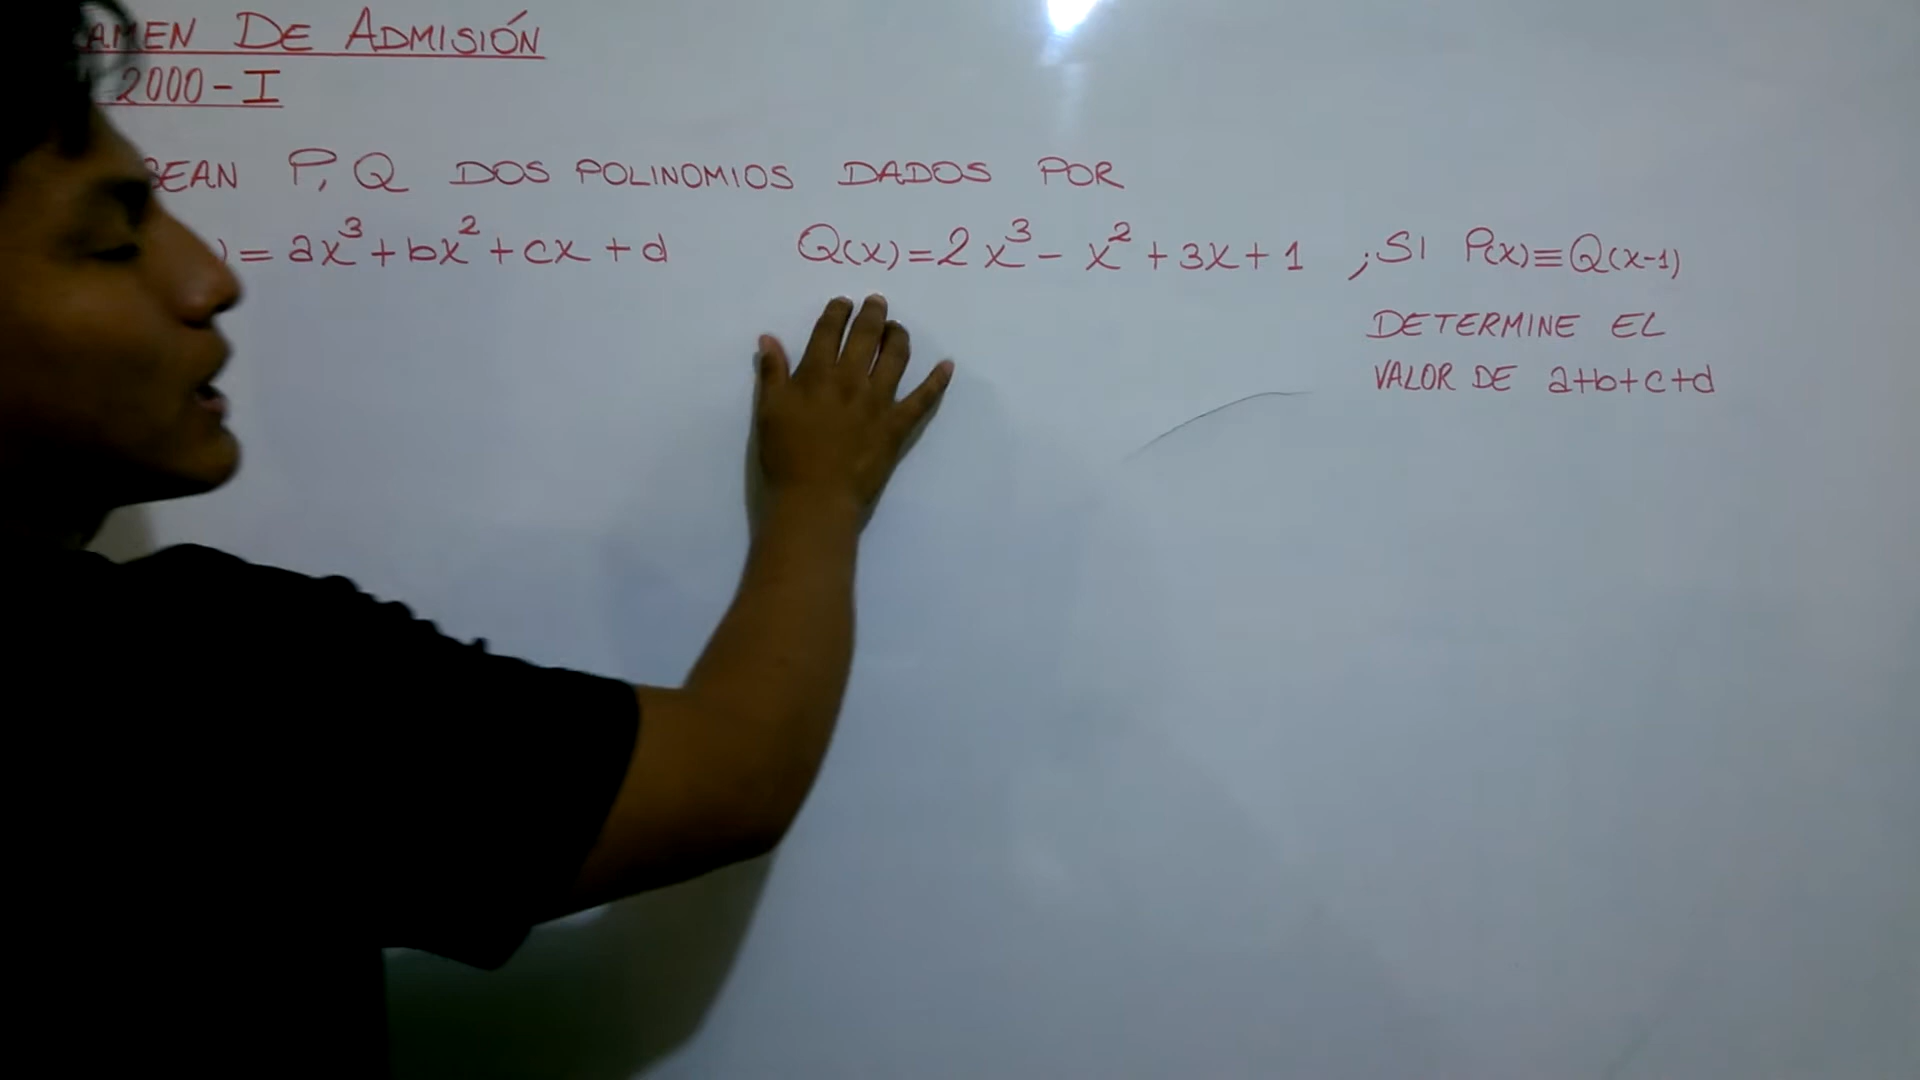 AMEN DE ADMISIÓN
2000-I
SEAN P, Q DOS POLINOMIOS DADOS POR
) = ax³ + bx² + cx + d Q(x) = 2x³ - x² + 3x + 1 ; SI P(x) ≡ Q(x-1)
DETERMINE EL
VALOR DE a+b+c+d